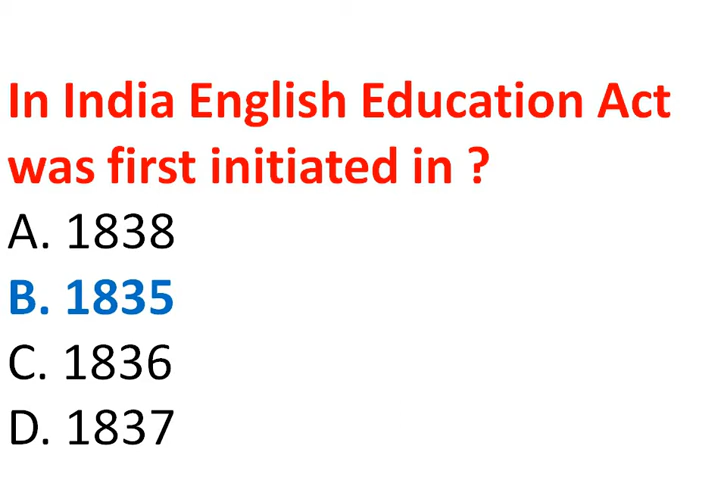 In India English Education Act
was first initiated in ?
A. 1838
B. 1835
C. 1836
D. 1837